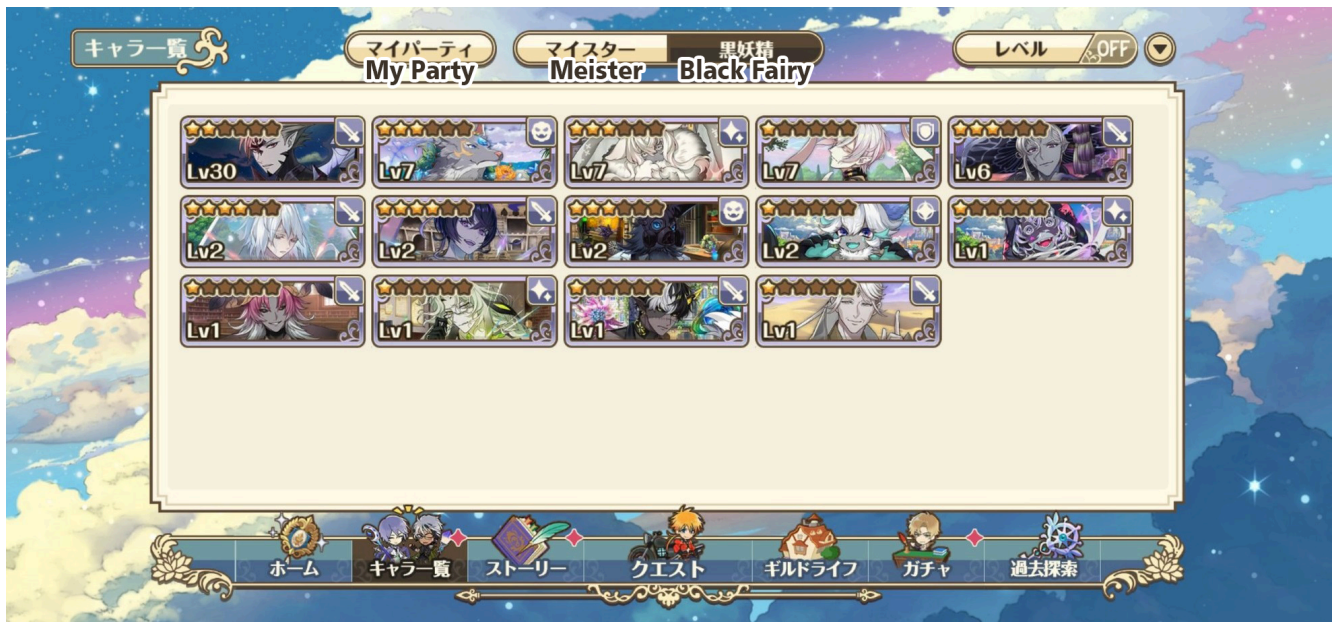 キャラ一覧
マイパーティ
マイスター
黒妖精
レベル
OFF
My Party
Meister
Black Fairy
Lv30
Lv7
Lv7
Lv7
Lv6
Lv2
Lv2
Lv2
Lv2
Lv1
Lv1
Lv1
Lv1
Lv1
ホーム
キャラ一覧
ストーリー
クエスト
ギルドライフ
ガチャ
過去探索